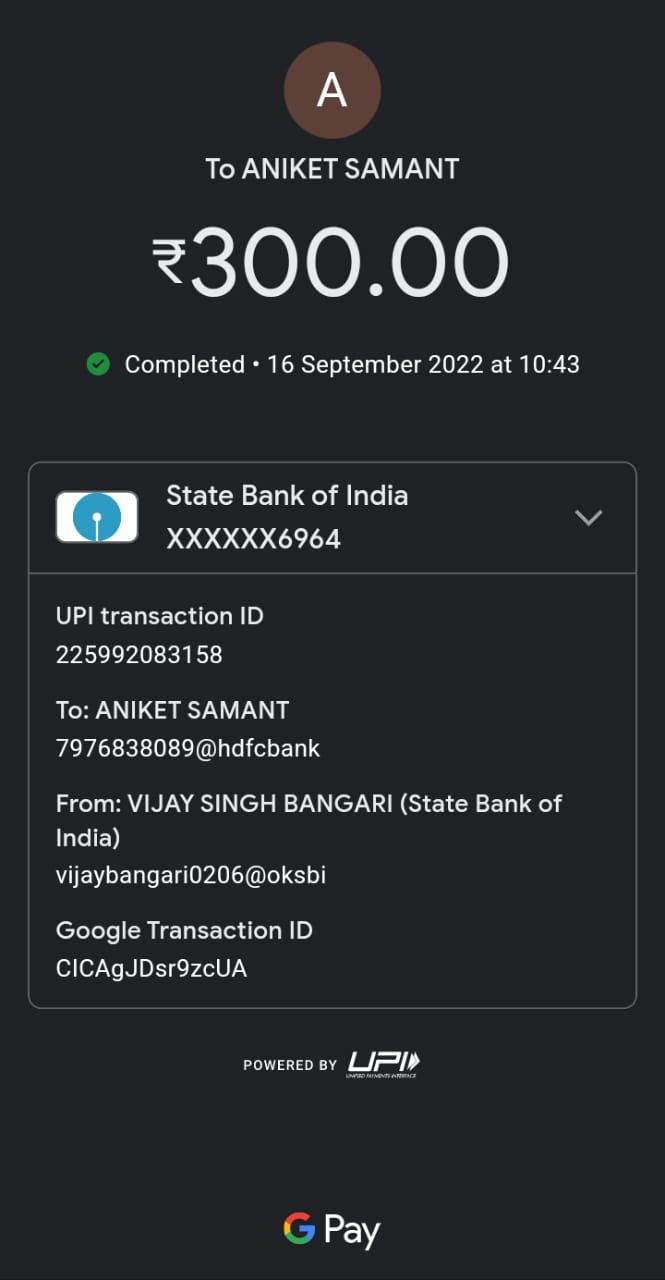 A
To ANIKET SAMANT
₹300.00
Completed • 16 September 2022 at 10:43
State Bank of India
XXXXXX6964
UPI transaction ID
225992083158
To: ANIKET SAMANT
7976838089@hdfcbank
From: VIJAY SINGH BANGARI (State Bank of
India)
vijaybangari0206@oksbi
Google Transaction ID
CICAgJDsr9zcUA
POWERED BY UPI
UNIFIED PAYMENTS INTERFACE
G Pay